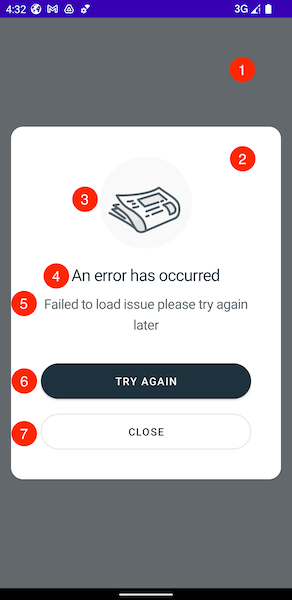 4:32
3G
1
2
3
4 An error has occurred
5 Failed to load issue please try again
later
6 TRY AGAIN
7 CLOSE